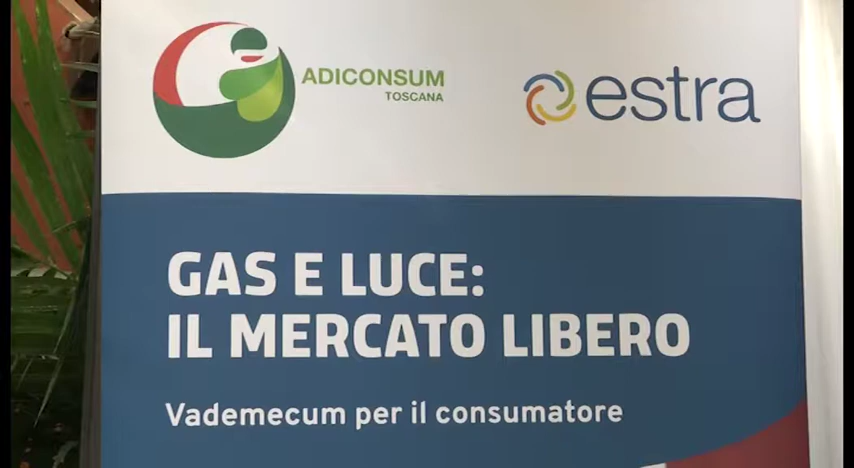 ADICONSUM
TOSCANA
estra
GAS E LUCE:
IL MERCATO LIBERO
Vademecum per il consumatore